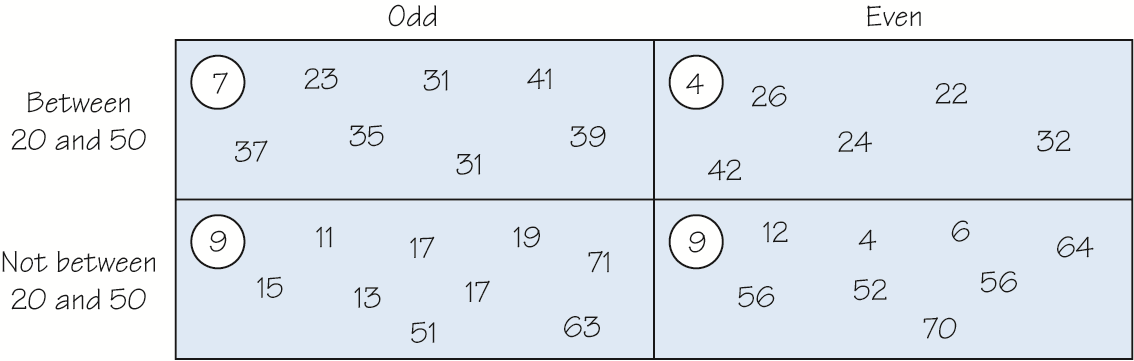 Odd Even
Between
20 and 50
7 23 31 41
37 35 31 39
4 26 22
42 24 32
Not between
20 and 50
9 11 17 19 71
15 13 17
51 63
9 12 4 6 64
56 52 56
70